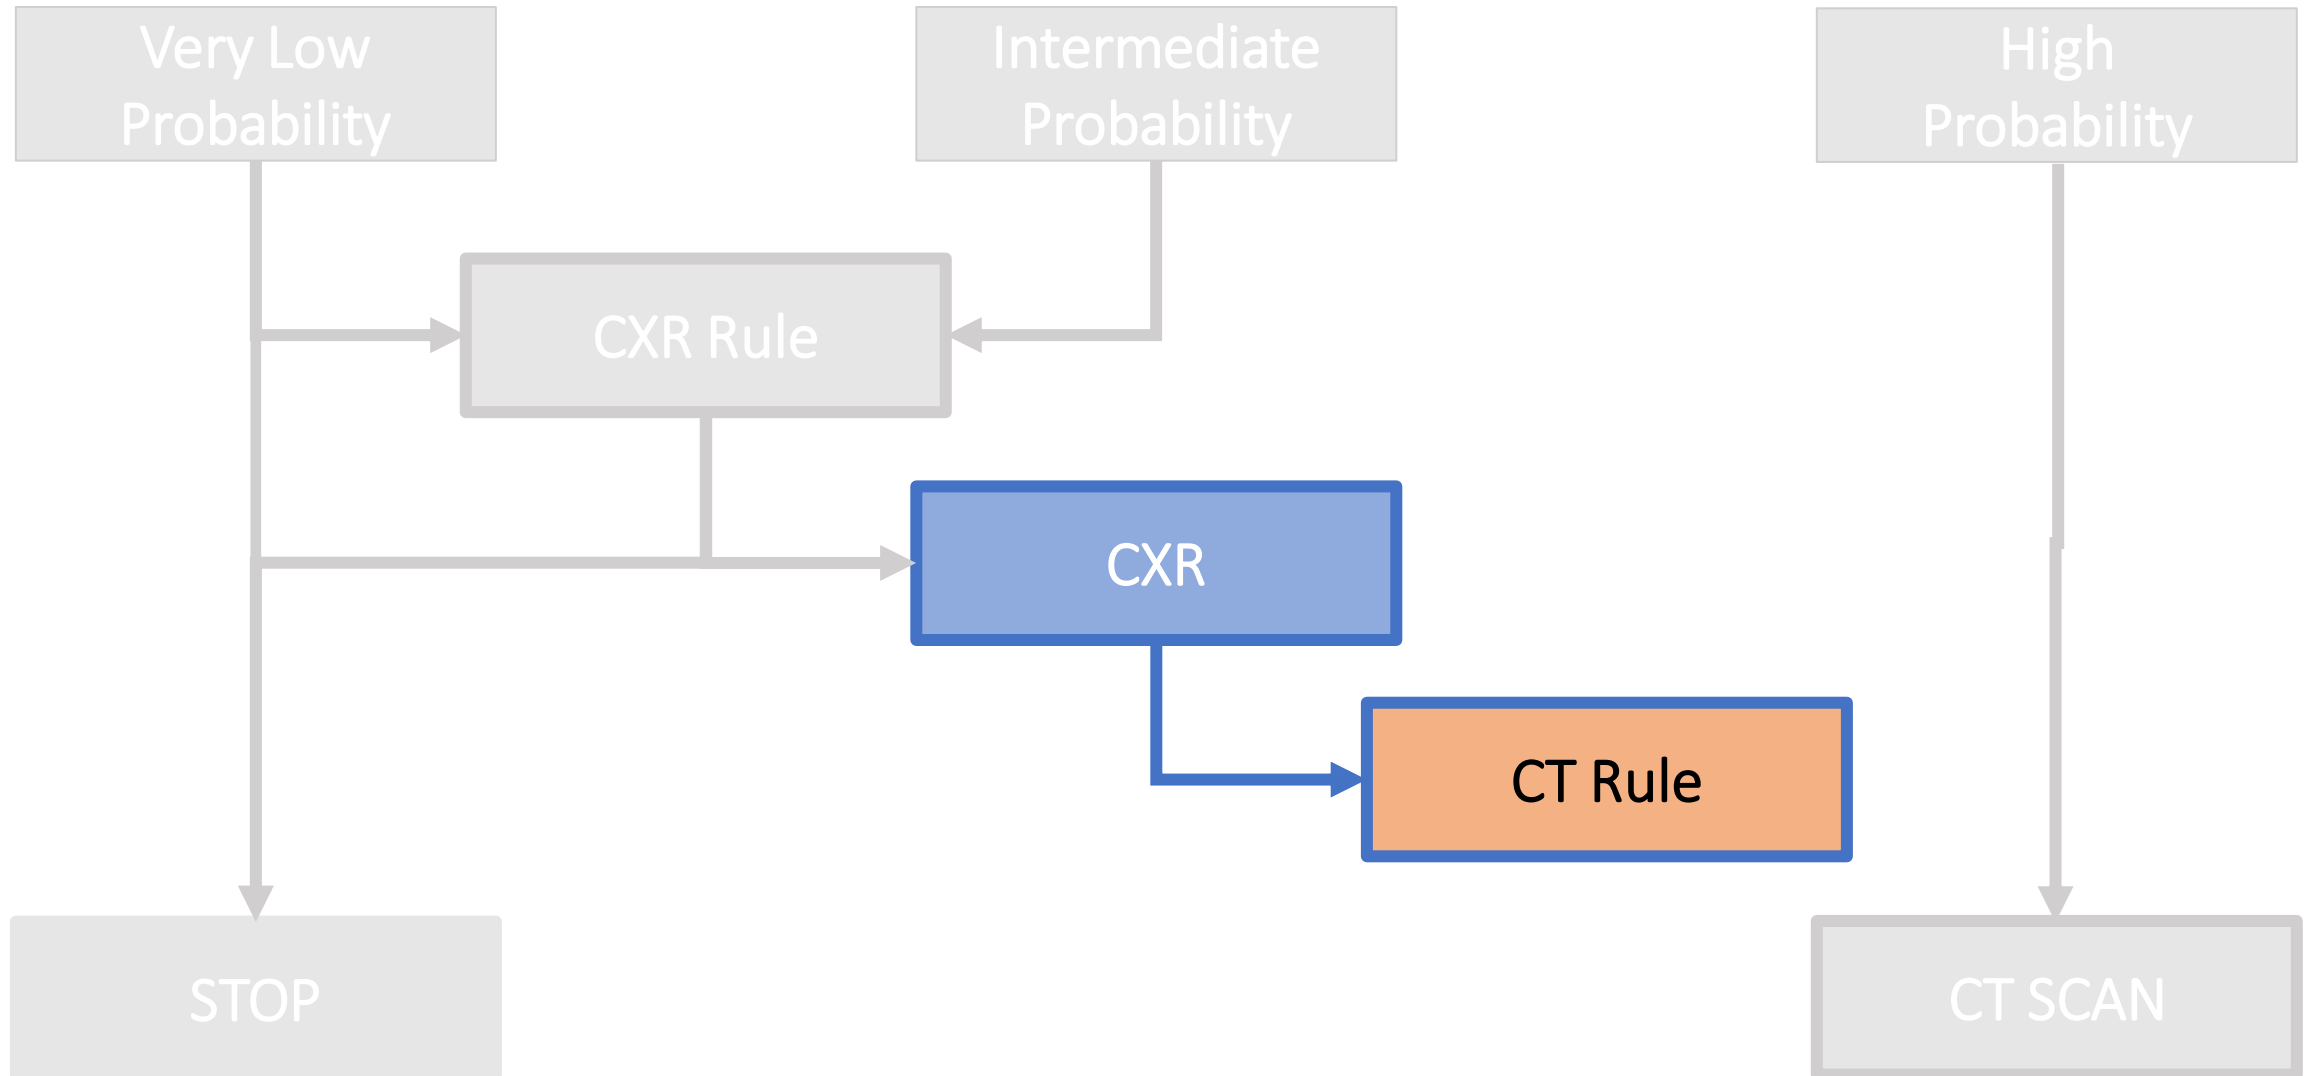 Very Low
Probability
Intermediate
Probability
High
Probability
CXR Rule
CXR
CT Rule
STOP
CT SCAN